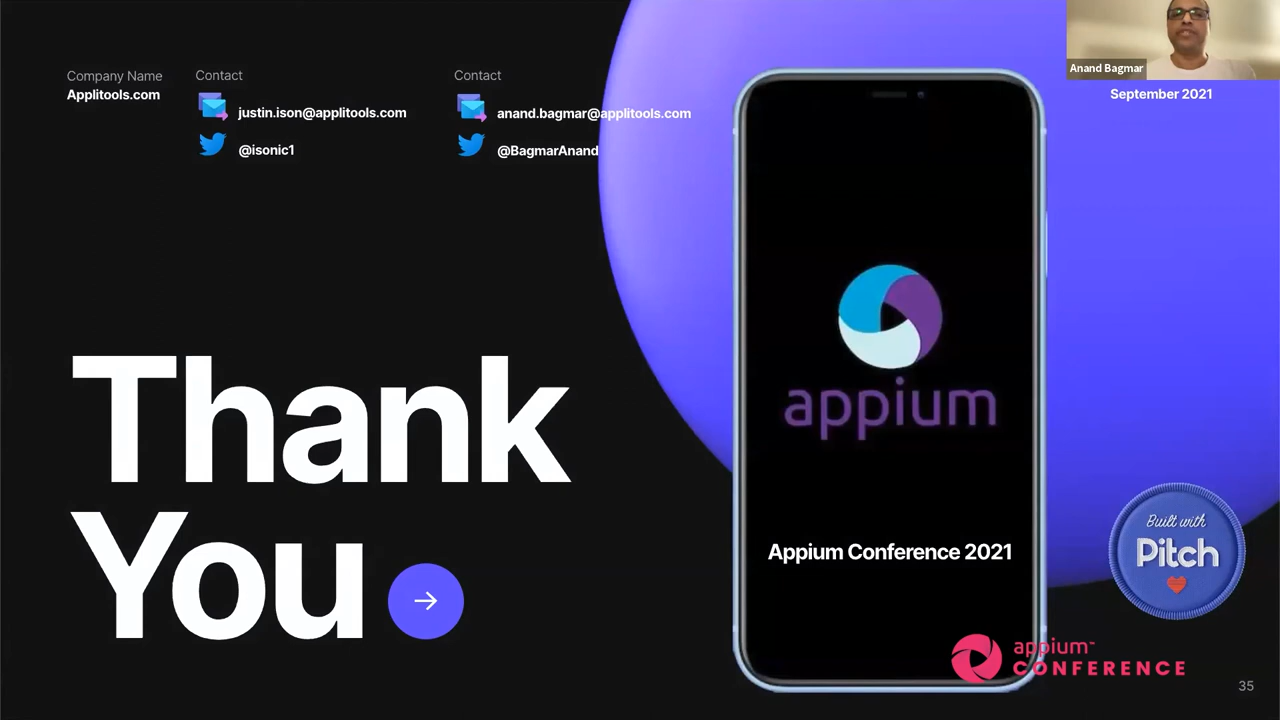 Company Name
Applitools.com
Contact
justin.ison@applitools.com
@isonic1
Contact
anand.bagmar@applitools.com
@BagmarAnand
Anand Bagmar
September 2021
appium
Appium Conference 2021
Thank
You
Built with
Pitch
appium™
CONFERENCE
35